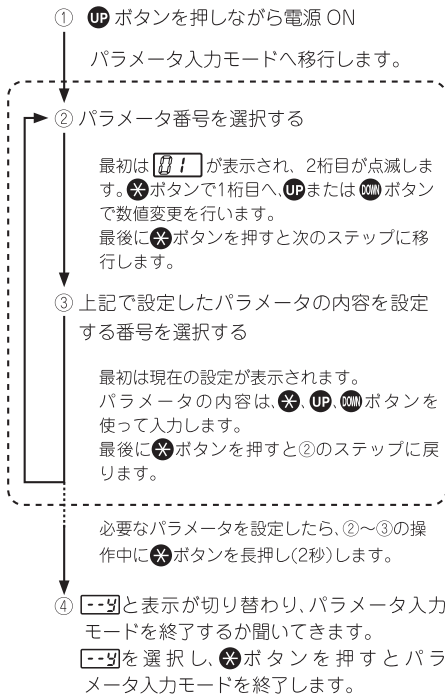 ① UP ボタンを押しながら電源 ON
パラメータ入力モードへ移行します。
② パラメータ番号を選択する
最初は 01 が表示され、2桁目が点滅しま
す。✱ボタンで1桁目へ、UPまたは DOWN ボタン
で数値変更を行います。
最後に✱ボタンを押すと次のステップに移
行します。
③ 上記で設定したパラメータの内容を設定
する番号を選択する
最初は現在の設定が表示されます。
パラメータの内容は、✱、UP、DOWN ボタンを
使って入力します。
最後に✱ボタンを押すと②のステップに戻
ります。
必要なパラメータを設定したら、②〜③の操
作中に✱ボタンを長押し(2秒)します。
④ --yと表示が切り替わり、パラメータ入力
モードを終了するか聞いてきます。
--yを選択し、✱ボタンを押すとパラ
メータ入力モードを終了します。